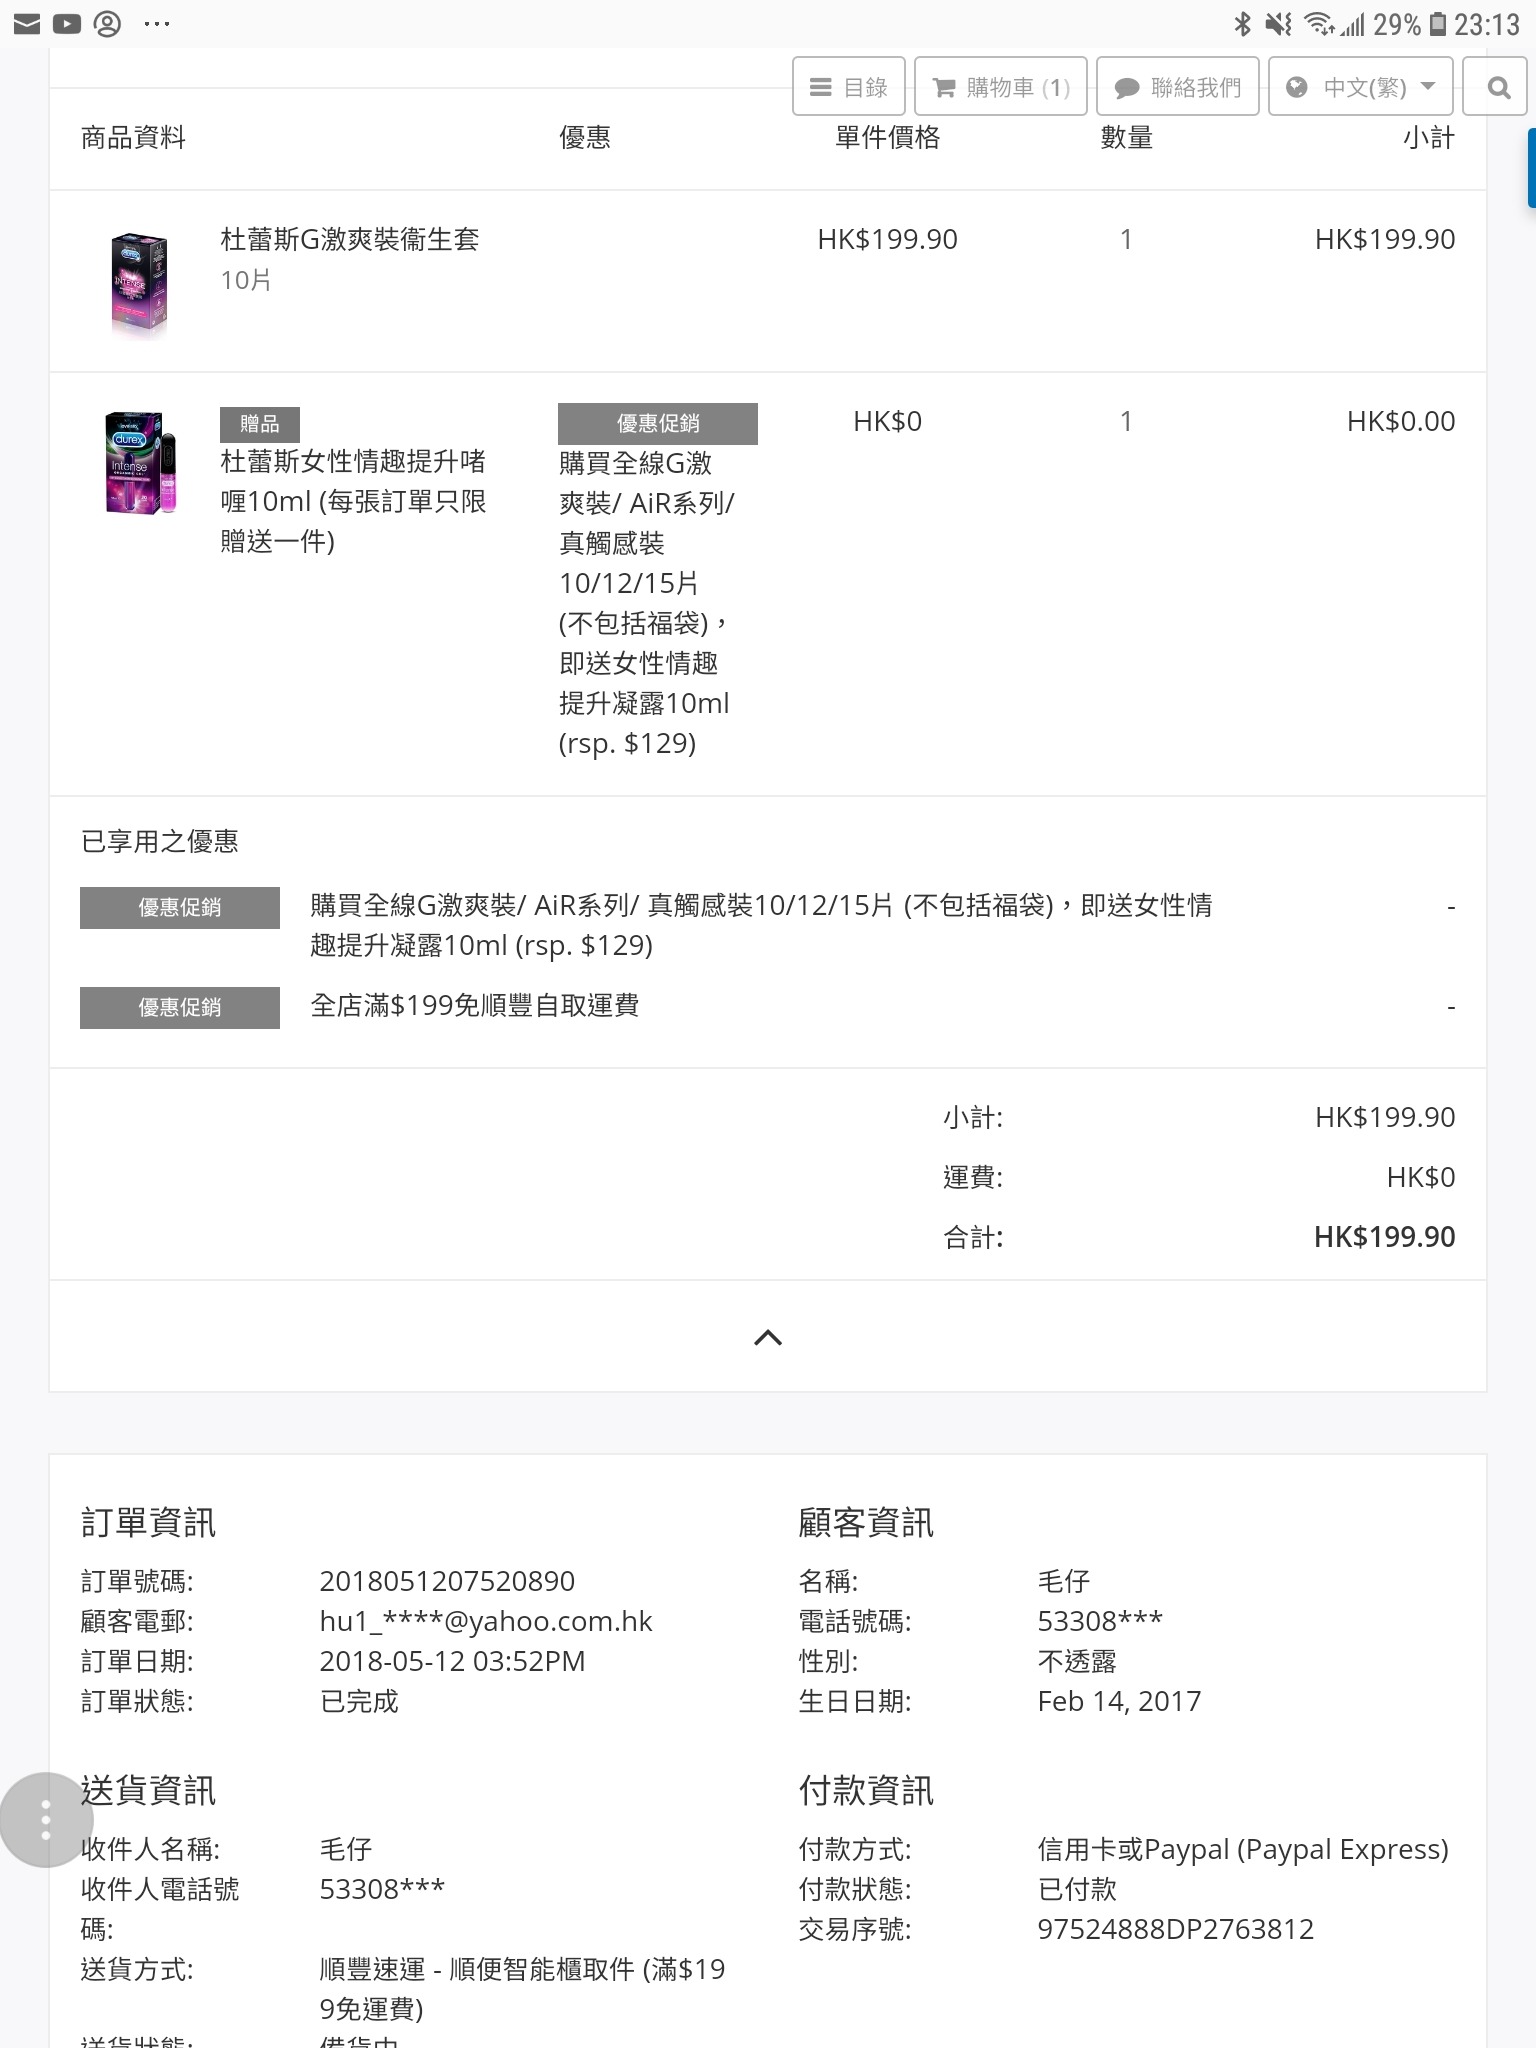 29% 23:13
目錄
購物車 (1)
聯絡我們
中文(繁)
商品資料 優惠 單件價格 數量 小計
杜蕾斯G激爽裝衞生套 HK$199.90 1 HK$199.90
10片
durex
INTENSE
贈品 優惠促銷 HK$0 1 HK$0.00
durex
Intense
杜蕾斯女性情趣提升啫
喱10ml (每張訂單只限
贈送一件)
購買全線G激
爽裝/ AiR系列/
真觸感裝
10/12/15片
(不包括福袋)，
即送女性情趣
提升凝露10ml
(rsp. $129)
已享用之優惠
優惠促銷 購買全線G激爽裝/ AiR系列/ 真觸感裝10/12/15片 (不包括福袋)，即送女性情 -
趣提升凝露10ml (rsp. $129)
優惠促銷 全店滿$199免順豐自取運費 -
小計: HK$199.90
運費: HK$0
合計: HK$199.90
訂單資訊
訂單號碼: 2018051207520890
顧客電郵: hu1_****@yahoo.com.hk
訂單日期: 2018-05-12 03:52PM
訂單狀態: 已完成
顧客資訊
名稱: 毛仔
電話號碼: 53308***
性別: 不透露
生日日期: Feb 14, 2017
送貨資訊
收件人名稱: 毛仔
收件人電話號 53308***
碼:
送貨方式: 順豐速運 - 順便智能櫃取件 (滿$19
9免運費)
送貨狀態: 備貨中
付款資訊
付款方式: 信用卡或Paypal (Paypal Express)
付款狀態: 已付款
交易序號: 97524888DP2763812